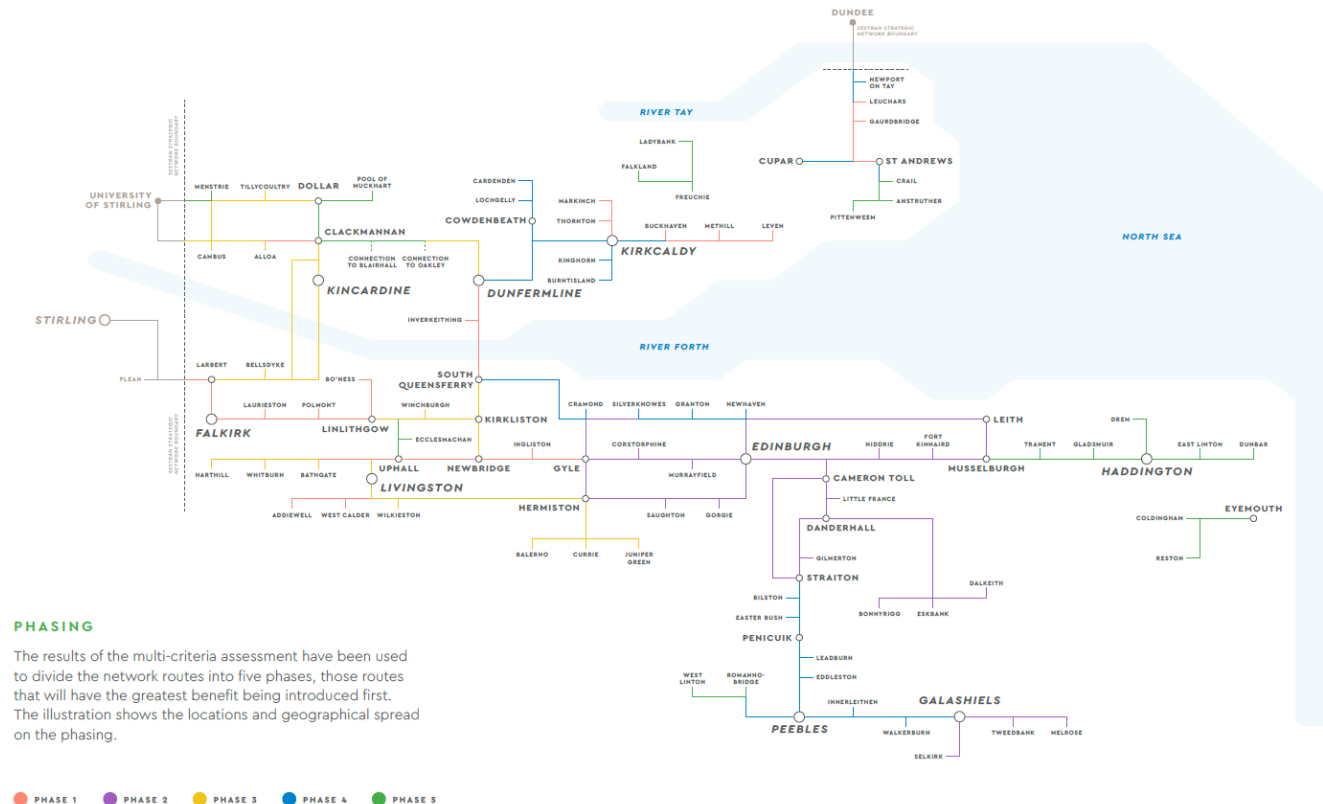 DUNDEE
SESTRAN STRATEGIC
NETWORK BOUNDARY
NEWPORT
ON TAY
LEUCHARS
GAURDBRIDGE
RIVER TAY
LADYBANK
FALKLAND
FREUCHIE
CUPAR
ST ANDREWS
CRAIL
ANSTRUTHER
PITTENWEEM
SESTRAN STRATEGIC
NETWORK BOUNDARY
UNIVERSITY
OF STIRLING
MENSTRIE
TILLYCOULTRY
DOLLAR
POOL OF
MUCKHART
CARDENDEN
LOCHGELLY
COWDENBEATH
MARKINCH
THORNTON
BUCKHAVEN
METHILL
LEVEN
KIRKCALDY
KINGHORN
BURNTISLAND
CLACKMANNAN
CAMBUS
ALLOA
CONNECTION
TO BLAIRHALL
CONNECTION
TO OAKLEY
KINCARDINE
DUNFERMLINE
NORTH SEA
STIRLING
INVERKEITHING
RIVER FORTH
PLEAN
LARBERT
BELLSDYKE
BO'NESS
SOUTH
QUEENSFERRY
LAURIESTON
POLMONT
WINCHBURGH
CRAMOND
SILVERKNOWES
GRANTON
NEWHAVEN
FALKIRK
LINLITHGOW
KIRKLISTON
LEITH
SESTRAN STRATEGIC
NETWORK BOUNDARY
ECCLESMACHAN
INGLISTON
CORSTORPHINE
EDINBURGH
NIDDRIE
FORT
KINNAIRD
TRANENT
GLADSMUIR
DREM
EAST LINTON
DUNBAR
HARTHILL
WHITBURN
BATHGATE
UPHALL
NEWBRIDGE
GYLE
MURRAYFIELD
MUSSELBURGH
HADDINGTON
LIVINGSTON
CAMERON TOLL
LITTLE FRANCE
ADDIEWELL
WEST CALDER
WILKIESTON
HERMISTON
SAUGHTON
GORGIE
DANDERHALL
EYEMOUTH
COLDINGHAM
RESTON
BALERNO
CURRIE
JUNIPER
GREEN
GILMERTON
STRAITON
DALKEITH
BILSTON
BONNYRIGG
ESKBANK
EASTER BUSH
PENICUIK
LEADBURN
EDDLESTON
WEST
LINTON
ROMANNO-
BRIDGE
PEEBLES
INNERLEITHEN
WALKERBURN
GALASHIELS
TWEEDBANK
MELROSE
SELKIRK
PHASING
The results of the multi-criteria assessment have been used
to divide the network routes into five phases, those routes
that will have the greatest benefit being introduced first.
The illustration shows the locations and geographical spread
on the phasing.
PHASE 1
PHASE 2
PHASE 3
PHASE 4
PHASE 5